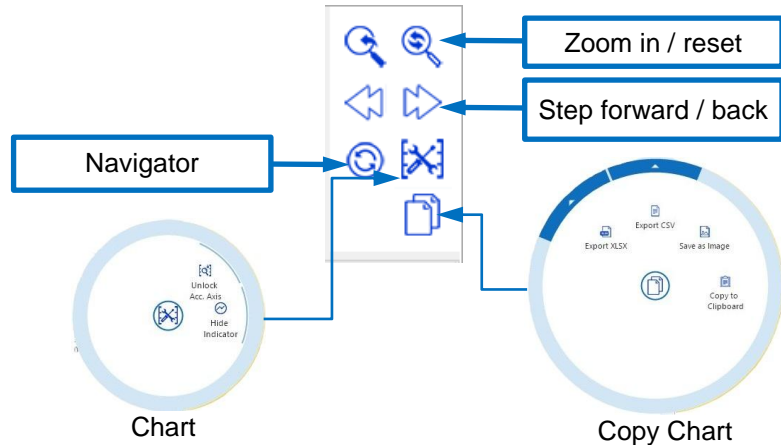 Zoom in / reset
Step forward / back
Navigator
Export CSV
Export XLSX
Save as Image
Copy to
Clipboard
Unlock
Acc. Axis
Hide
Indicator
Chart
Copy Chart